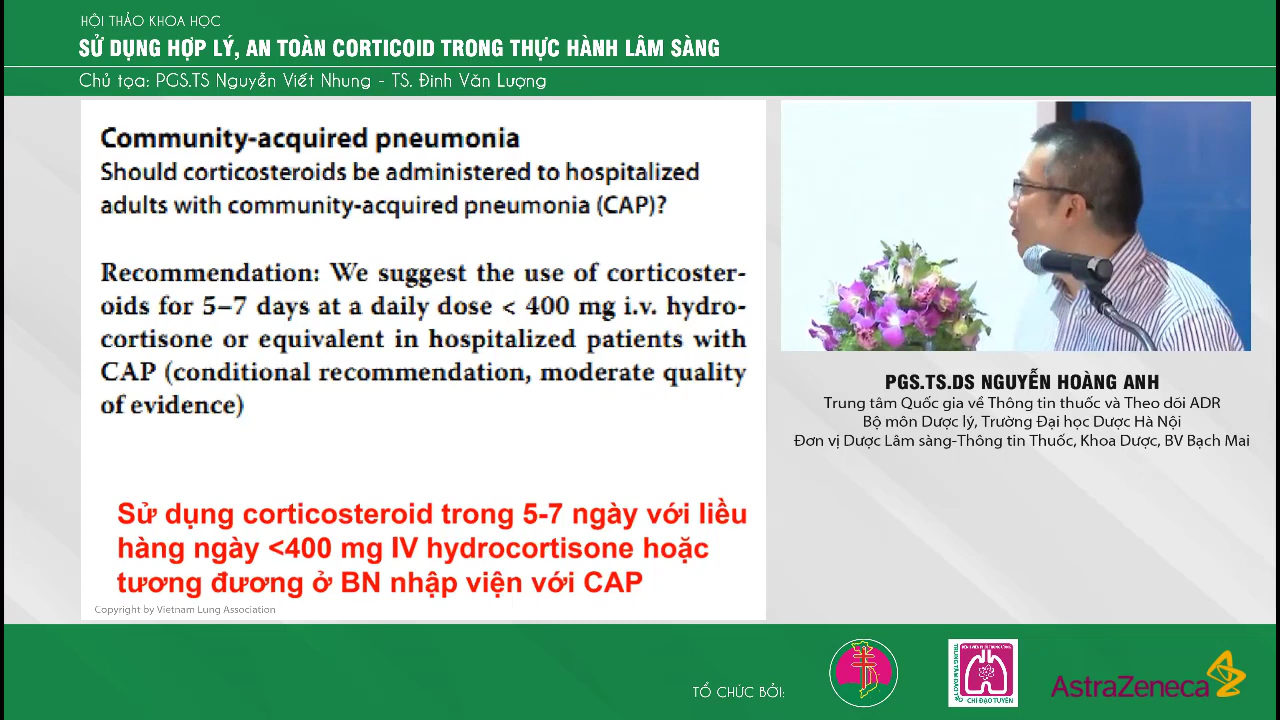 HỘI THẢO KHOA HỌC
SỬ DỤNG HỢP LÝ, AN TOÀN CORTICOID TRONG THỰC HÀNH LÂM SÀNG
Chủ tọa: PGS.TS Nguyễn Viết Nhung - TS. Đinh Văn Lượng
Community-acquired pneumonia
Should corticosteroids be administered to hospitalized
adults with community-acquired pneumonia (CAP)?
Recommendation: We suggest the use of corticoster-
oids for 5–7 days at a daily dose < 400 mg i.v. hydro-
cortisone or equivalent in hospitalized patients with
CAP (conditional recommendation, moderate quality
of evidence)
Sử dụng corticosteroid trong 5-7 ngày với liều
hàng ngày <400 mg IV hydrocortisone hoặc
tương đương ở BN nhập viện với CAP
Copyright by Vietnam Lung Association
PGS.TS.DS NGUYỄN HOÀNG ANH
Trung tâm Quốc gia về Thông tin thuốc và Theo dõi ADR
Bộ môn Dược lý, Trường Đại học Dược Hà Nội
Đơn vị Dược Lâm sàng-Thông tin Thuốc, Khoa Dược, BV Bạch Mai
TỔ CHỨC BỞI:
CHỈ ĐẠO TUYẾN
AstraZeneca